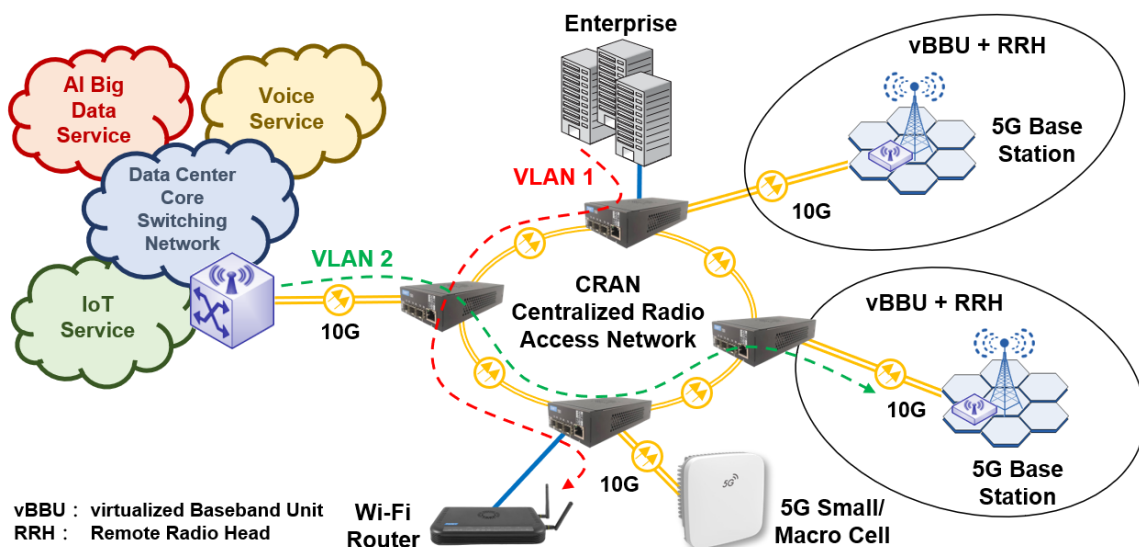 AI Big
Data
Service
Voice
Service
Data Center
Core
Switching
Network
IoT
Service
Enterprise
VLAN 1
VLAN 2
10G
CRAN
Centralized Radio
Access Network
vBBU + RRH
5G Base
Station
10G
vBBU + RRH
10G
5G Base
Station
10G
5G
5G Small/
Macro Cell
Wi-Fi
Router
vBBU : virtualized Baseband Unit
RRH : Remote Radio Head